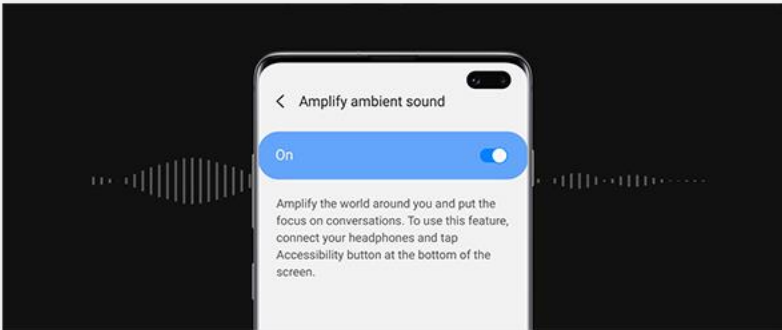 Amplify ambient sound
On
Amplify the world around you and put the
focus on conversations. To use this feature,
connect your headphones and tap
Accessibility button at the bottom of the
screen.